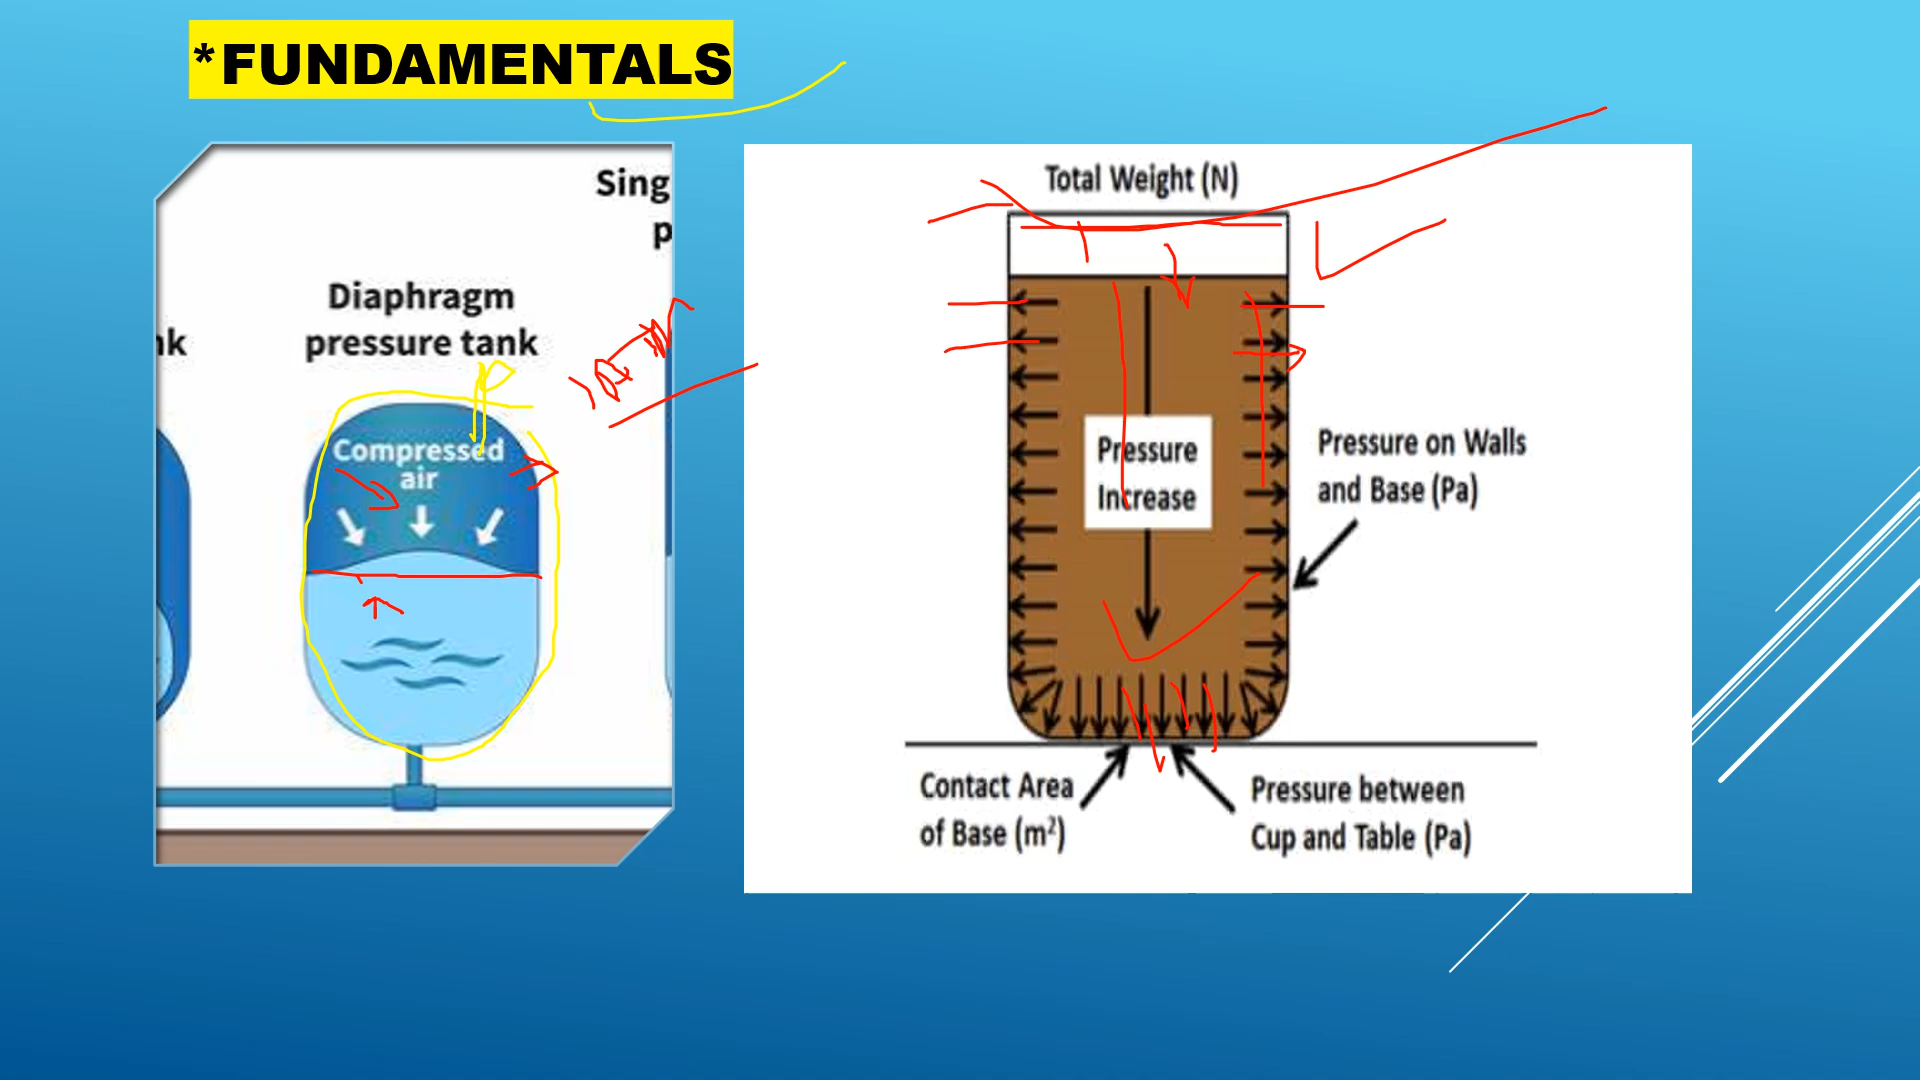 *FUNDAMENTALS
Sing
p
Diaphragm
pressure tank
nk
Compressed
air
Total Weight (N)
Pressure
Increase
Pressure on Walls
and Base (Pa)
Contact Area
of Base (m²)
Pressure between
Cup and Table (Pa)